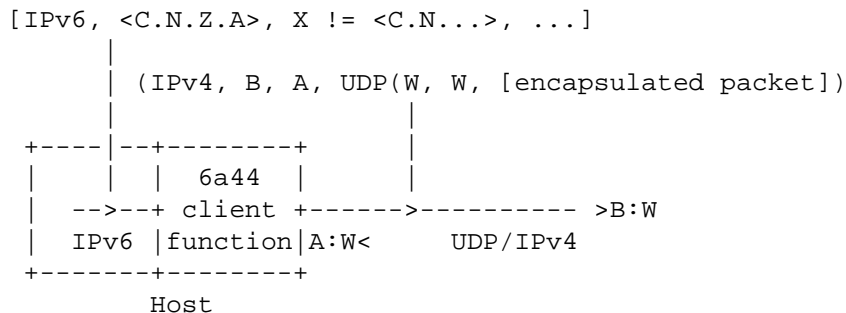 [IPv6, <C.N.Z.A>, X != <C.N...>, ...]
       |
       | (IPv4, B, A, UDP(W, W, [encapsulated packet])
       |                    |
 +----|--+--------+         |
 |    |  |  6a44  |         |
 |  -->--+ client +------>---------- >B:W
 |  IPv6 |function|A:W<     UDP/IPv4
 +-------+--------+
        Host